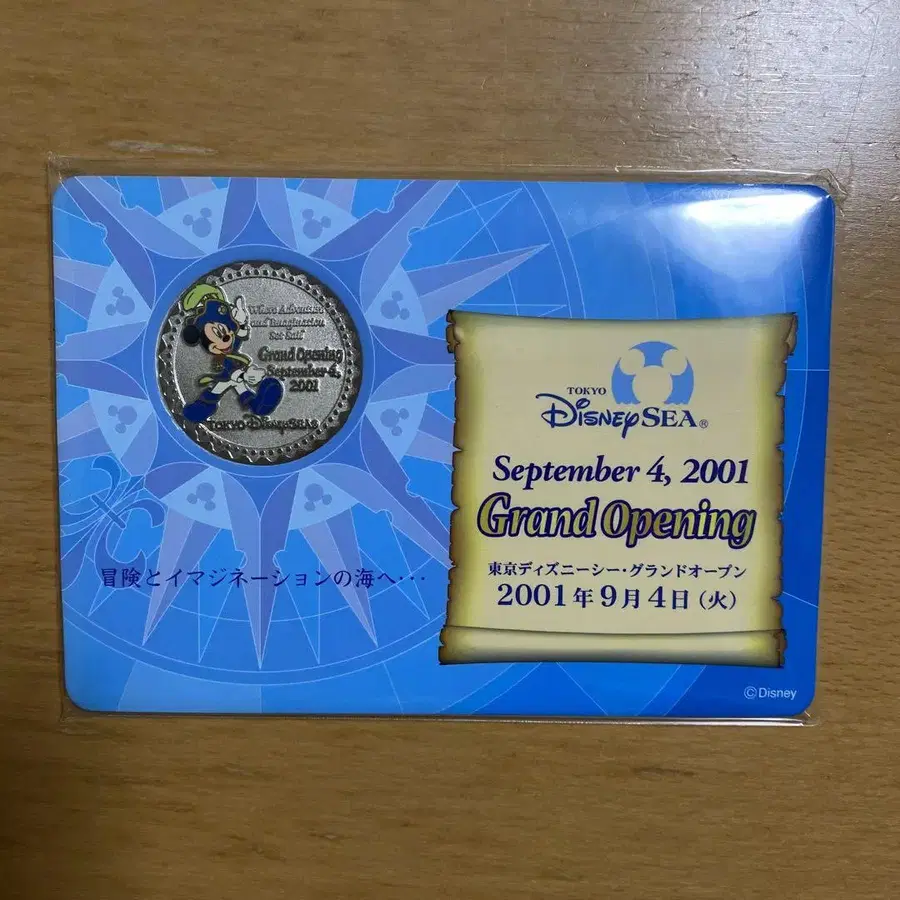 Where Adventure
and Imagination
Set Sail
Grand Opening
September 4,
2001
TOKYO DISNEYSEA®
冒険とイマジネーションの海へ・・・
TOKYO
DISNEYSEA®
September 4, 2001
Grand Opening
東京ディズニーシー・グランドオープン
2001年9月4日（火）
©Disney